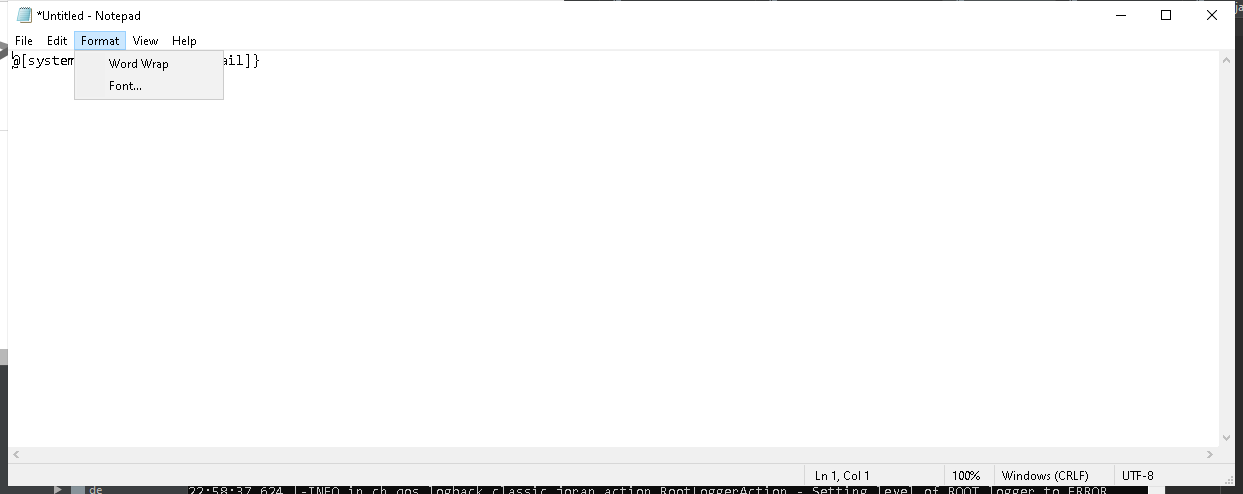 *Untitled - Notepad
File Edit Format View Help
@[system ail]}
Word Wrap
Font...
Ln 1, Col 1 100% Windows (CRLF) UTF-8
de 22:58:37,624 |-INFO in ch.qos.logback.classic.joran.action.RootLoggerAction - Setting level of ROOT logger to ERROR